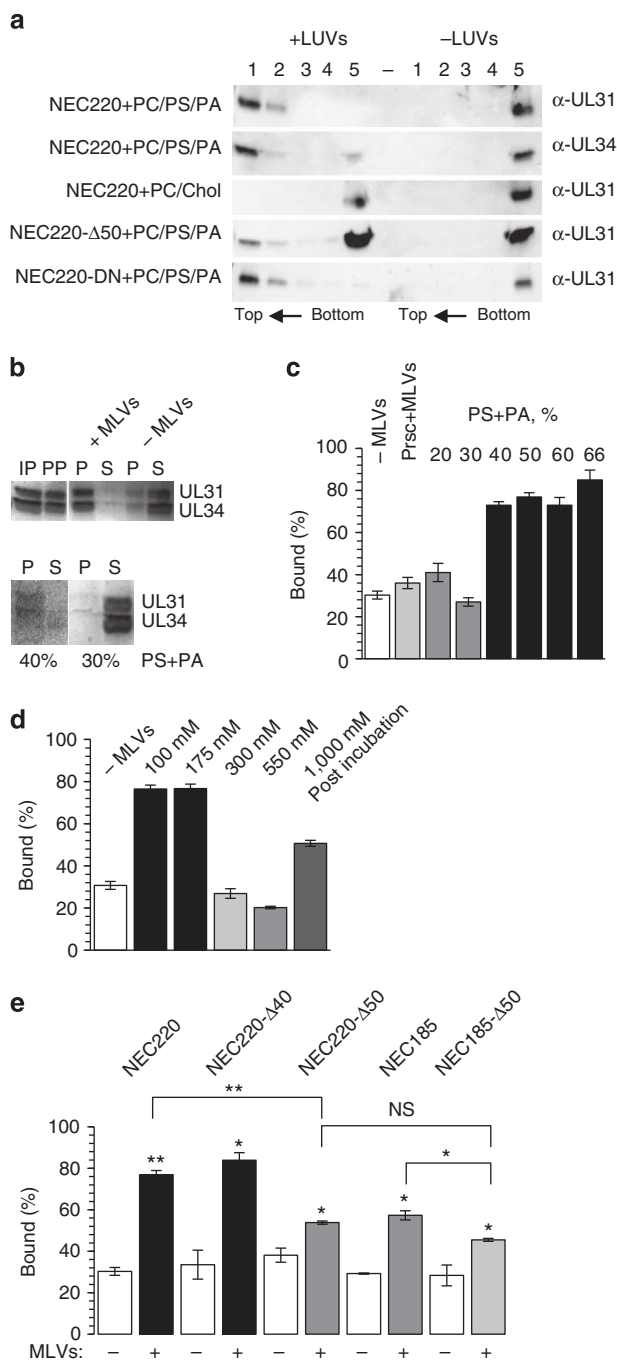 a
+LUVs –LUVs
1 2 3 4 5 – 1 2 3 4 5
NEC220+PC/PS/PA α-UL31
NEC220+PC/PS/PA α-UL34
NEC220+PC/Chol α-UL31
NEC220-Δ50+PC/PS/PA α-UL31
NEC220-DN+PC/PS/PA α-UL31
Top ← Bottom Top ← Bottom
b
+ MLVs – MLVs
IP PP P S P S
UL31
UL34
P S P S
UL31
UL34
40% 30% PS+PA
c
– MLVs
Prsc+MLVs
PS+PA, %
20 30 40 50 60 66
100
80
60
40
20
0
Bound (%)
d
– MLVs
100 mM
175 mM
300 mM
550 mM
1,000 mM
Post incubation
100
80
60
40
20
0
Bound (%)
e
NEC220
NEC220-Δ40
NEC220-Δ50
NEC185
NEC185-Δ50
**
NS
*
** * * * *
100
80
60
40
20
0
Bound (%)
MLVs: – + – + – + – + – +